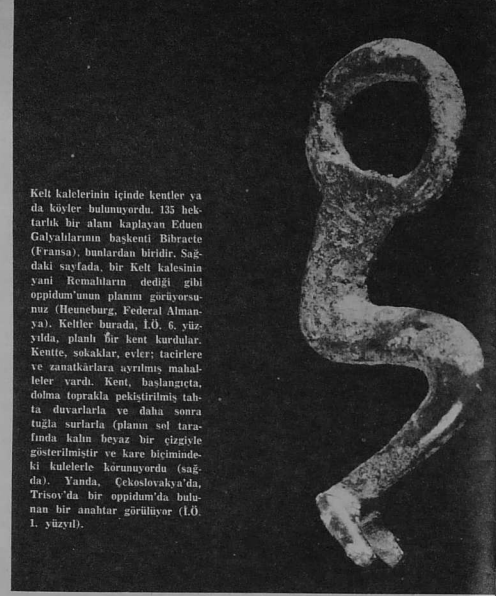 Kelt kalelerinin içinde kentler ya
da köyler bulunuyordu. 135 hek-
tarlık bir alanı kaplayan Eduen
Galyalılarının başkenti Bibracte
(Fransa), bunlardan biridir. Sağ-
daki sayfada, bir Kelt kalesinin
yani Romalıların dediği gibi
oppidum'unun planını görüyorsu-
nuz (Heuneburg, Federal Alman-
ya). Keltler burada, İ.Ö. 6. yüz-
yılda, planlı bir kent kurdular.
Kentte, sokaklar, evler; tacirlere
ve zanatkârlara ayrılmış mahal-
leler vardı. Kent, başlangıçta,
dolma toprakla pekiştirilmiş tah-
ta duvarlarla ve daha sonra
tuğla surlarla (planın sol tara-
fında kalın beyaz bir çizgiyle
gösterilmiştir ve kare biçiminde-
ki kulelerle korunuyordu (sağ-
da). Yanda, Çekoslovakya'da,
Trisov'da bir oppidum'da bulu-
nan bir anahtar görülüyor (İ.Ö.
1. yüzyıl).